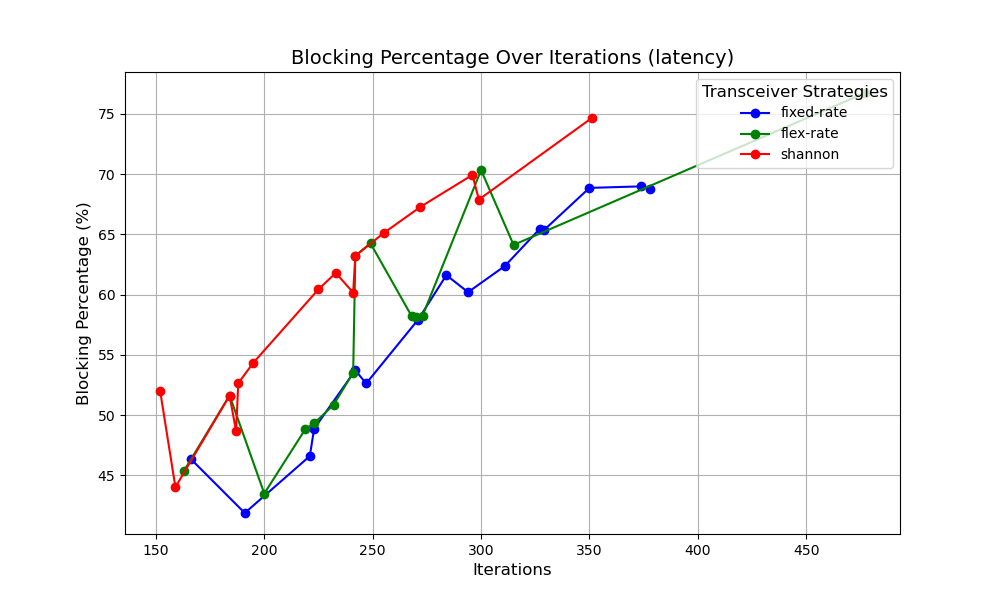 Blocking Percentage Over Iterations (latency)
Transceiver Strategies
fixed-rate
flex-rate
shannon
Blocking Percentage (%)
75
70
65
60
55
50
45
150 200 250 300 350 400 450
Iterations